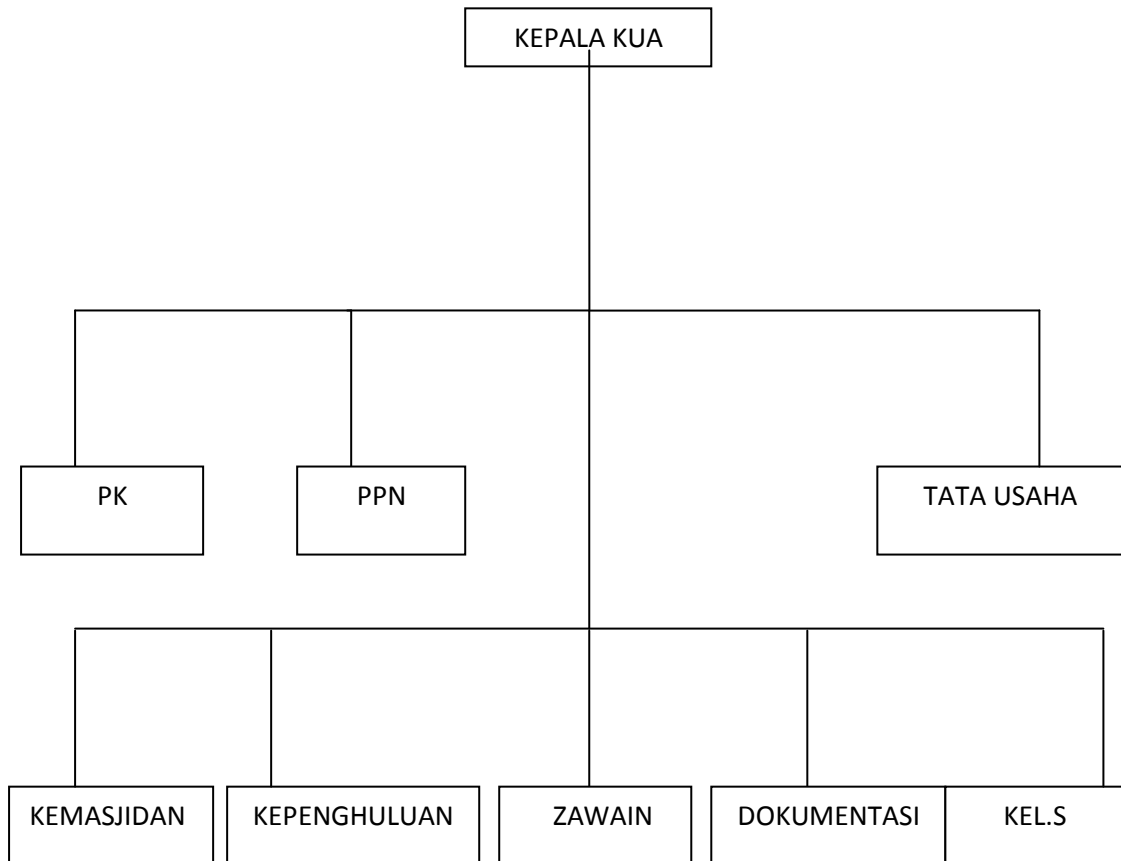 KEPALA KUA
PK
PPN
TATA USAHA
KEMASJIDAN
KEPENGHULUAN
ZAWAIN
DOKUMENTASI
KEL.S